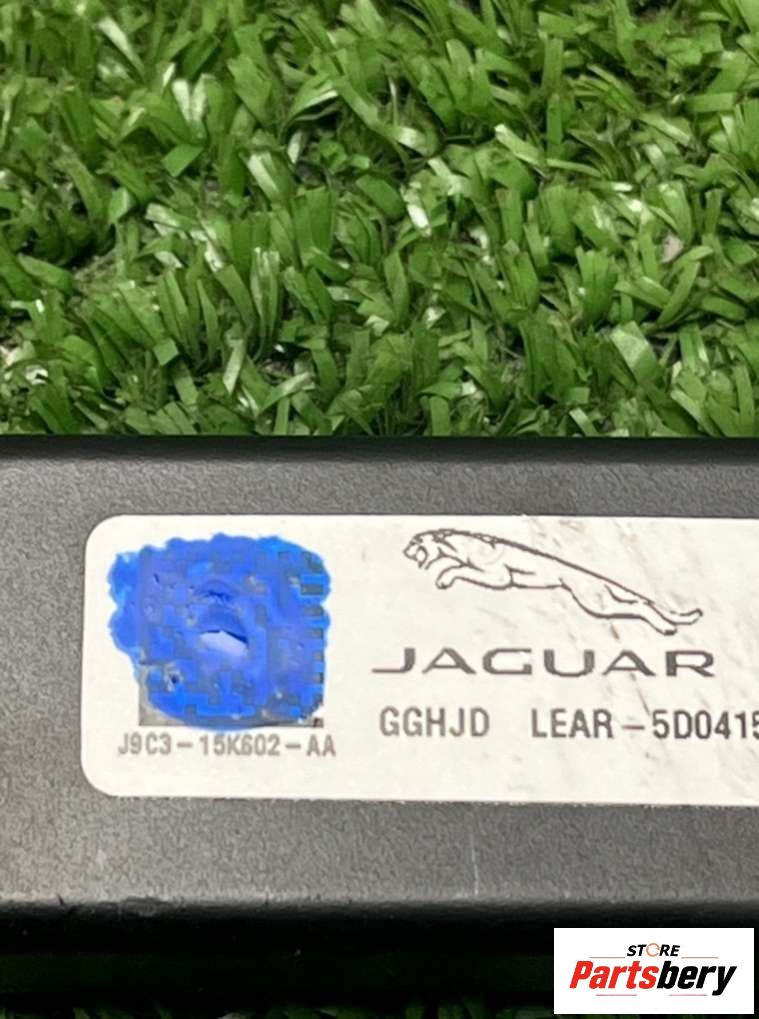 JAGUAR
GGHJD LEAR-5D0415
J9C3-15K602-AA
STORE
Partsbery